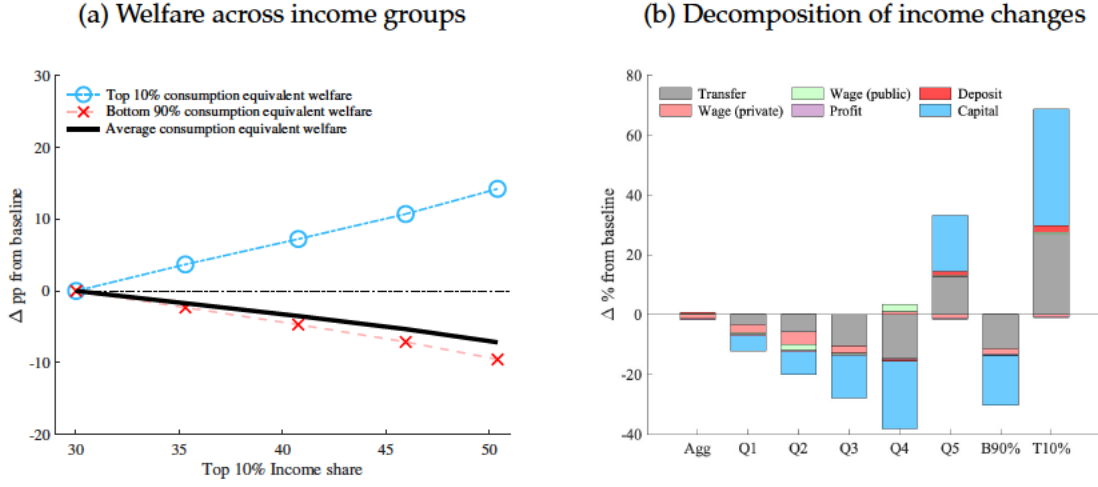 (a) Welfare across income groups
30
20
10
0
-10
-20
Δ pp from baseline
Top 10% consumption equivalent welfare
Bottom 90% consumption equivalent welfare
Average consumption equivalent welfare
30 35 40 45 50
Top 10% Income share
(b) Decomposition of income changes
80
60
40
20
0
-20
-40
Δ % from baseline
Transfer Wage (public) Deposit
Wage (private) Profit Capital
Agg Q1 Q2 Q3 Q4 Q5 B90% T10%